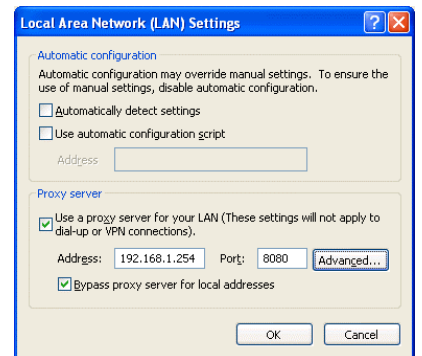 Local Area Network (LAN) Settings
Automatic configuration
Automatic configuration may override manual settings. To ensure the
use of manual settings, disable automatic configuration.
Automatically detect settings
Use automatic configuration script
Address
Proxy server
Use a proxy server for your LAN (These settings will not apply to
dial-up or VPN connections).
Address: 192.168.1.254 Port: 8080 Advanced...
Bypass proxy server for local addresses
OK Cancel